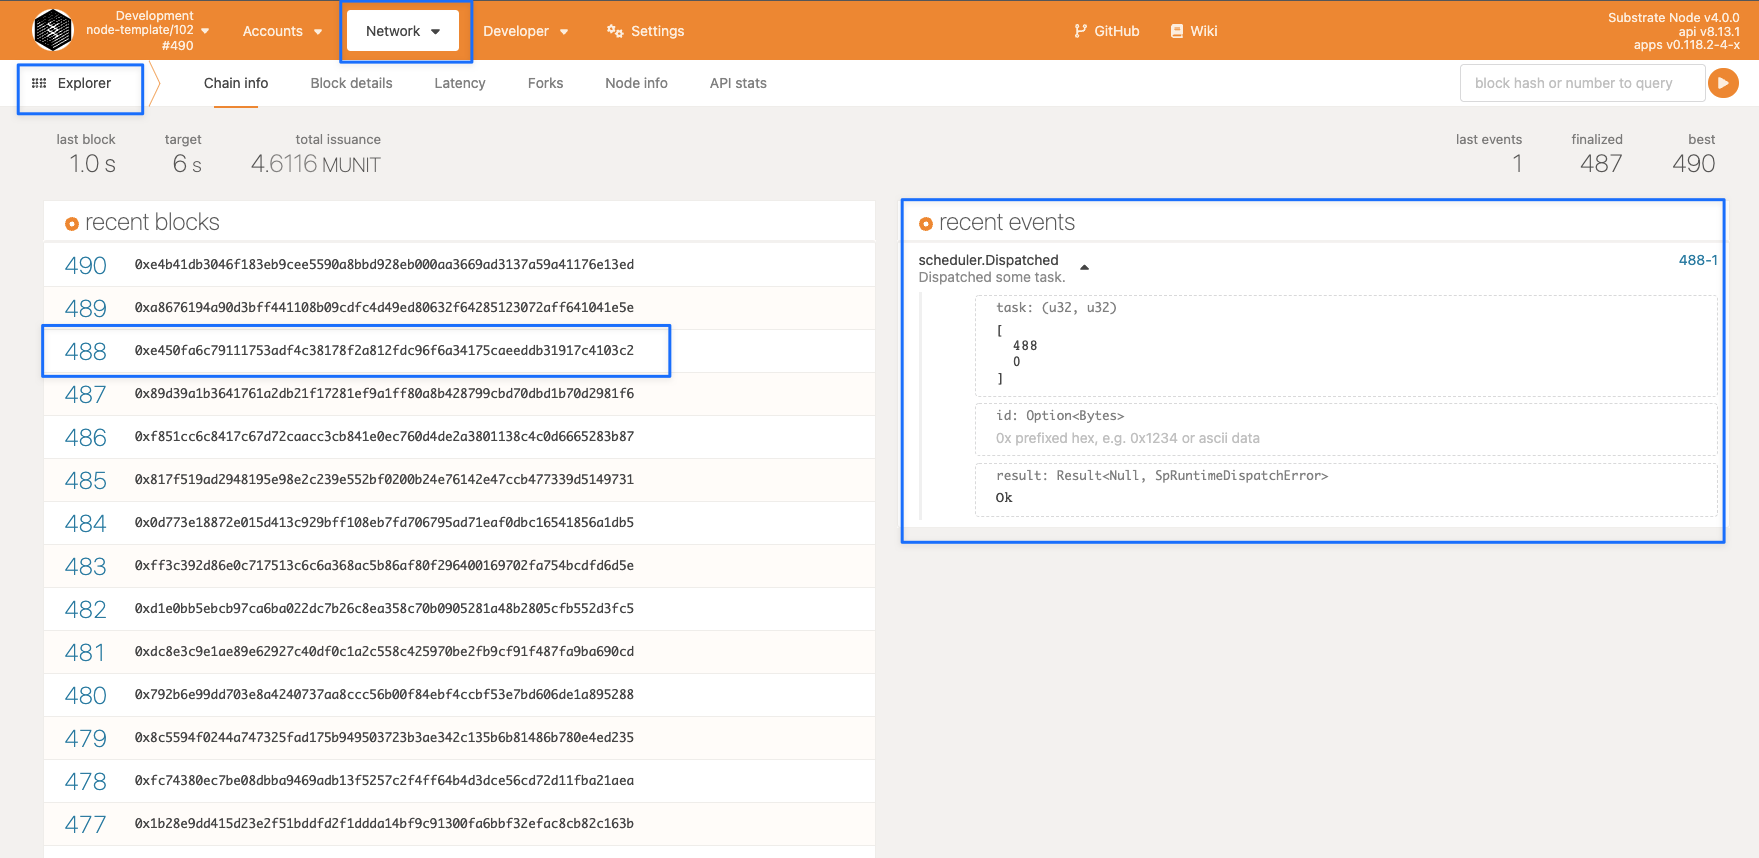 Development
node-template/102
#490
Accounts
Network
Developer
Settings
GitHub
Wiki
Substrate Node v4.0.0
api v8.13.1
apps v0.118.2-4-x
Explorer
Chain info
Block details
Latency
Forks
Node info
API stats
block hash or number to query
last block
1.0 s
target
6 s
total issuance
4.6116 MUNIT
last events
1
finalized
487
best
490
recent blocks
490 0xe4b41db3046f183eb9cee5590a8bbd928eb000aa3669ad3137a59a41176e13ed
489 0xa8676194a90d3bff441108b09cdfc4d49ed80632f64285123072aff641041e5e
488 0xe450fa6c79111753adf4c38178f2a812fdc96f6a34175caeeddb31917c4103c2
487 0x89d39a1b3641761a2db21f17281ef9a1ff80a8b428799cbd70dbd1b70d2981f6
486 0xf851cc6c8417c67d72caacc3cb841e0ec760d4de2a3801138c4c0d6665283b87
485 0x817f519ad2948195e98e2c239e552bf0200b24e76142e47ccb477339d5149731
484 0x0d773e18872e015d413c929bff108eb7fd706795ad71eaf0dbc16541856a1db5
483 0xff3c392d86e0c717513c6c6a368ac5b86af80f296400169702fa754bcdfd6d5e
482 0xd1e0bb5ebcb97ca6ba022dc7b26c8ea358c70b0905281a48b2805cfb552d3fc5
481 0xdc8e3c9e1ae89e62927c40df0c1a2c558c425970be2fb9cf91f487fa9ba690cd
480 0x792b6e99dd703e8a4240737aa8ccc56b00f84ebf4ccbf53e7bd606de1a895288
479 0x8c5594f0244a747325fad175b949503723b3ae342c135b6b81486b780e4ed235
478 0xfc74380ec7be08dbba9469adb13f5257c2f4ff64b4d3dce56cd72d11fba21aea
477 0x1b28e9dd415d23e2f51bddfd2f1ddda14bf9c91300fa6bbf32efac8cb82c163b
recent events
scheduler.Dispatched
488-1
Dispatched some task.
task: (u32, u32)
[
488
0
]
id: Option<Bytes>
0x prefixed hex, e.g. 0x1234 or ascii data
result: Result<Null, SpRuntimeDispatchError>
Ok